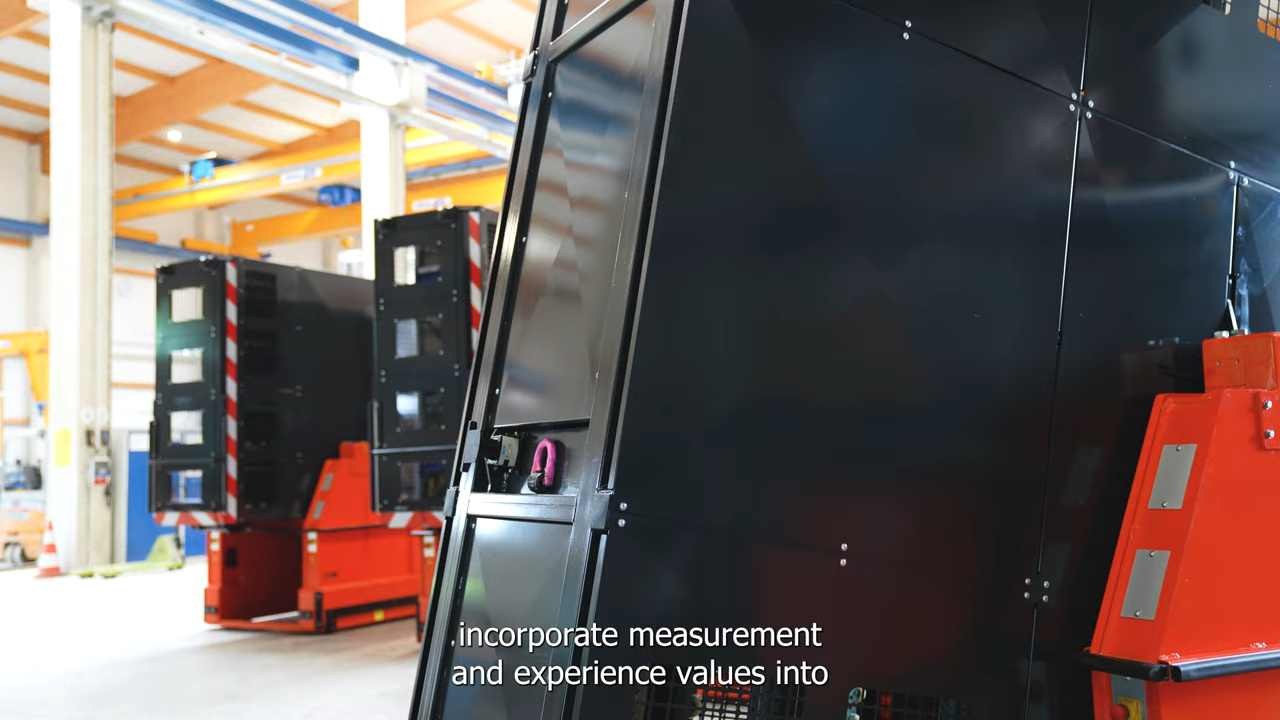 incorporate measurement
and experience values into